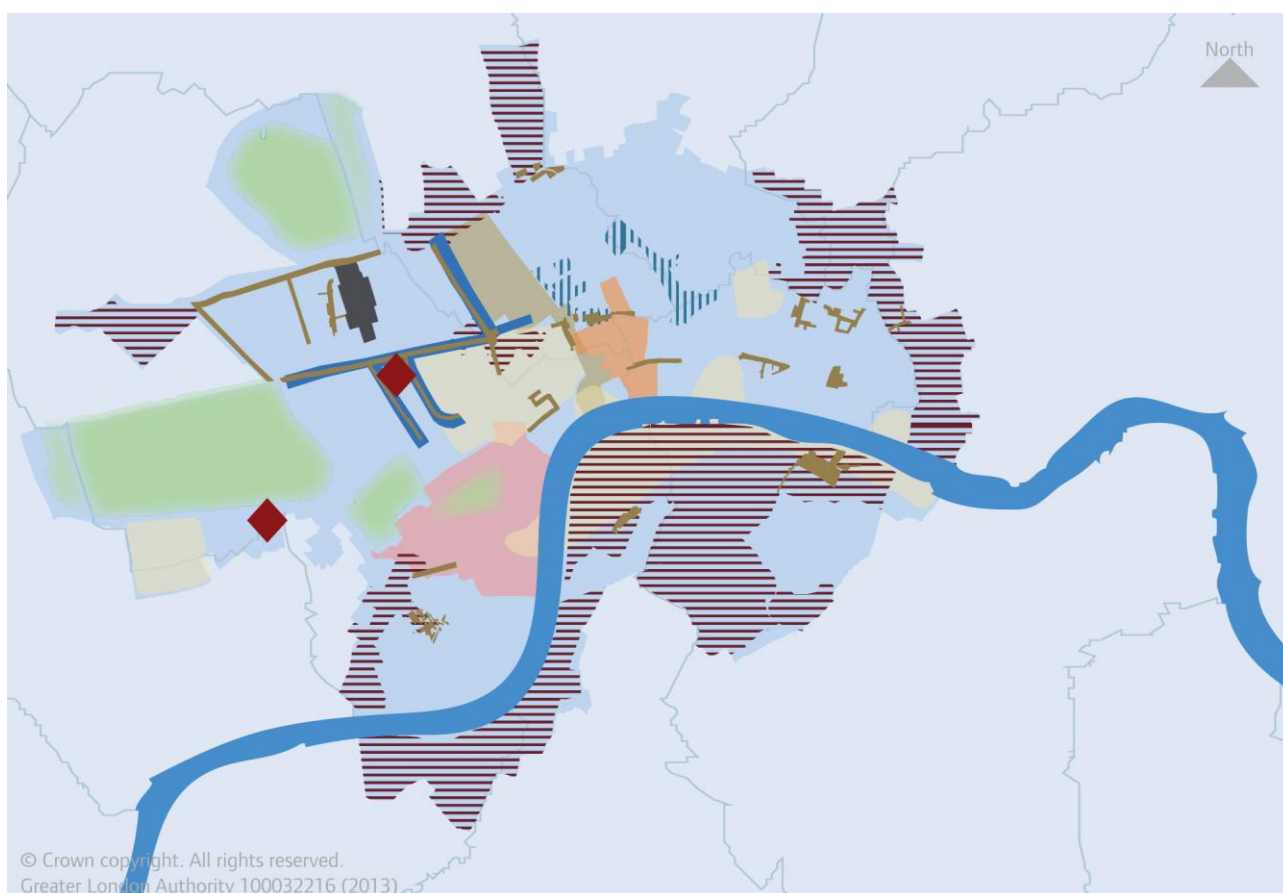 North
© Crown copyright. All rights reserved.
Greater London Authority 100032216 (2013)